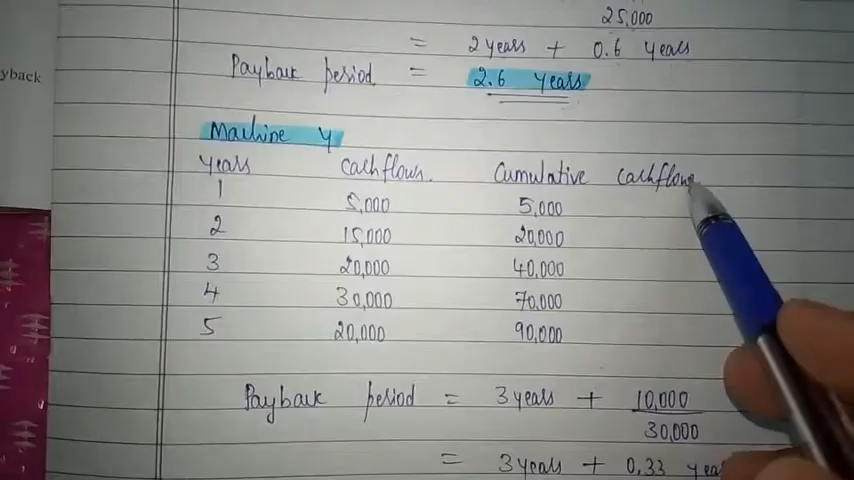 25,000
= 2 years + 0.6 years
yback
Payback period = 2.6 years
Machine y
years cashflows. Cumulative cashflows
1 5,000 5,000
2 15,000 20,000
3 20,000 40,000
4 30,000 70,000
5 20,000 90,000
Payback period = 3 years + 10,000
30,000
= 3 years + 0.33 yea